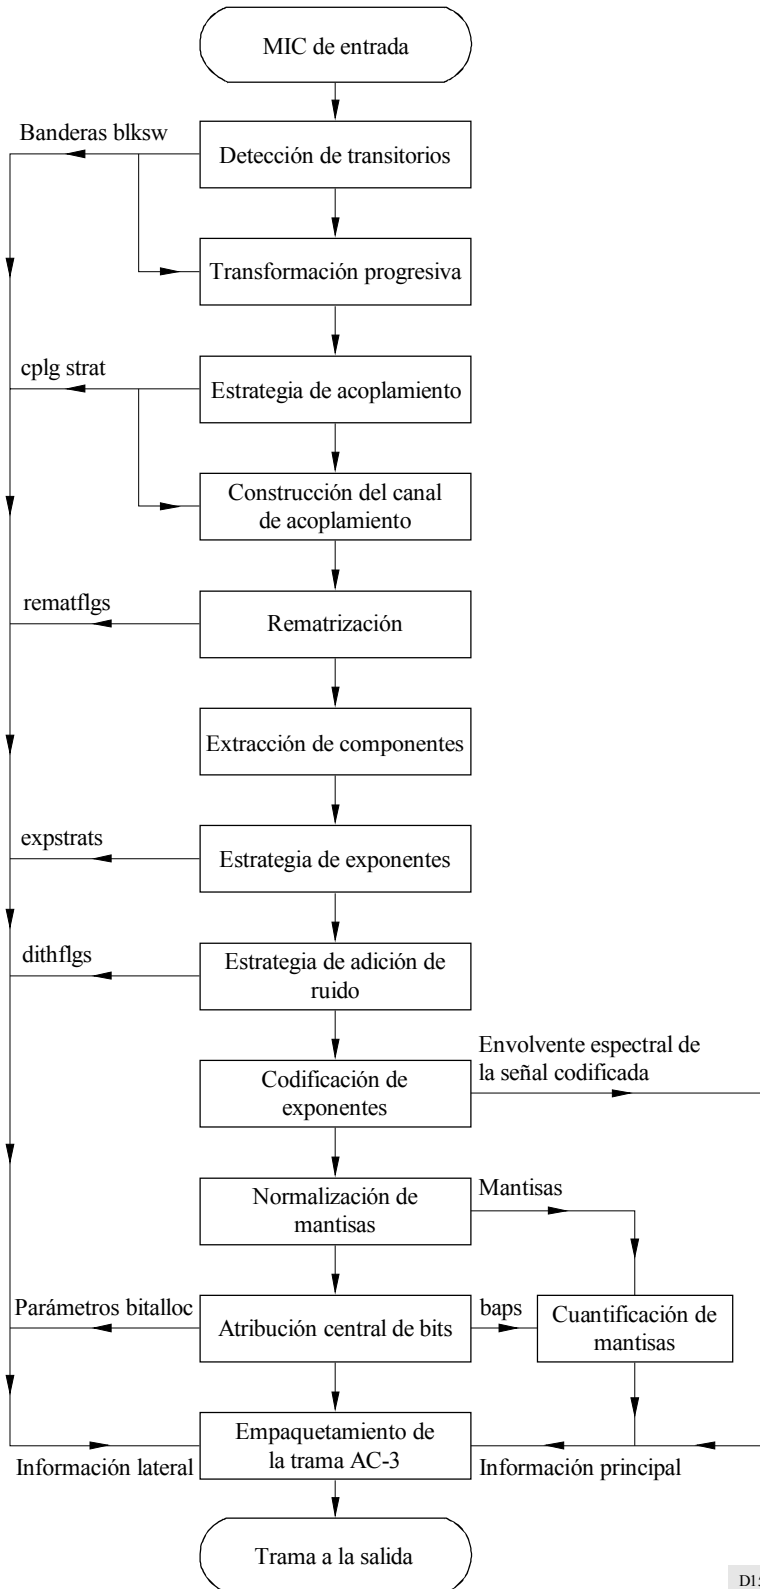 MIC de entrada
Banderas blksw
Detección de transitorios
Transformación progresiva
cplg strat
Estrategia de acoplamiento
Construcción del canal
de acoplamiento
rematflgs
Rematrización
Extracción de componentes
expstrats
Estrategia de exponentes
dithflgs
Estrategia de adición de
ruido
Envolvente espectral de
la señal codificada
Codificación de
exponentes
Normalización de
mantisas
Mantisas
Parámetros bitalloc
Atribución central de bits
baps
Cuantificación de
mantisas
Empaquetamiento de
la trama AC-3
Información lateral
Información principal
Trama a la salida